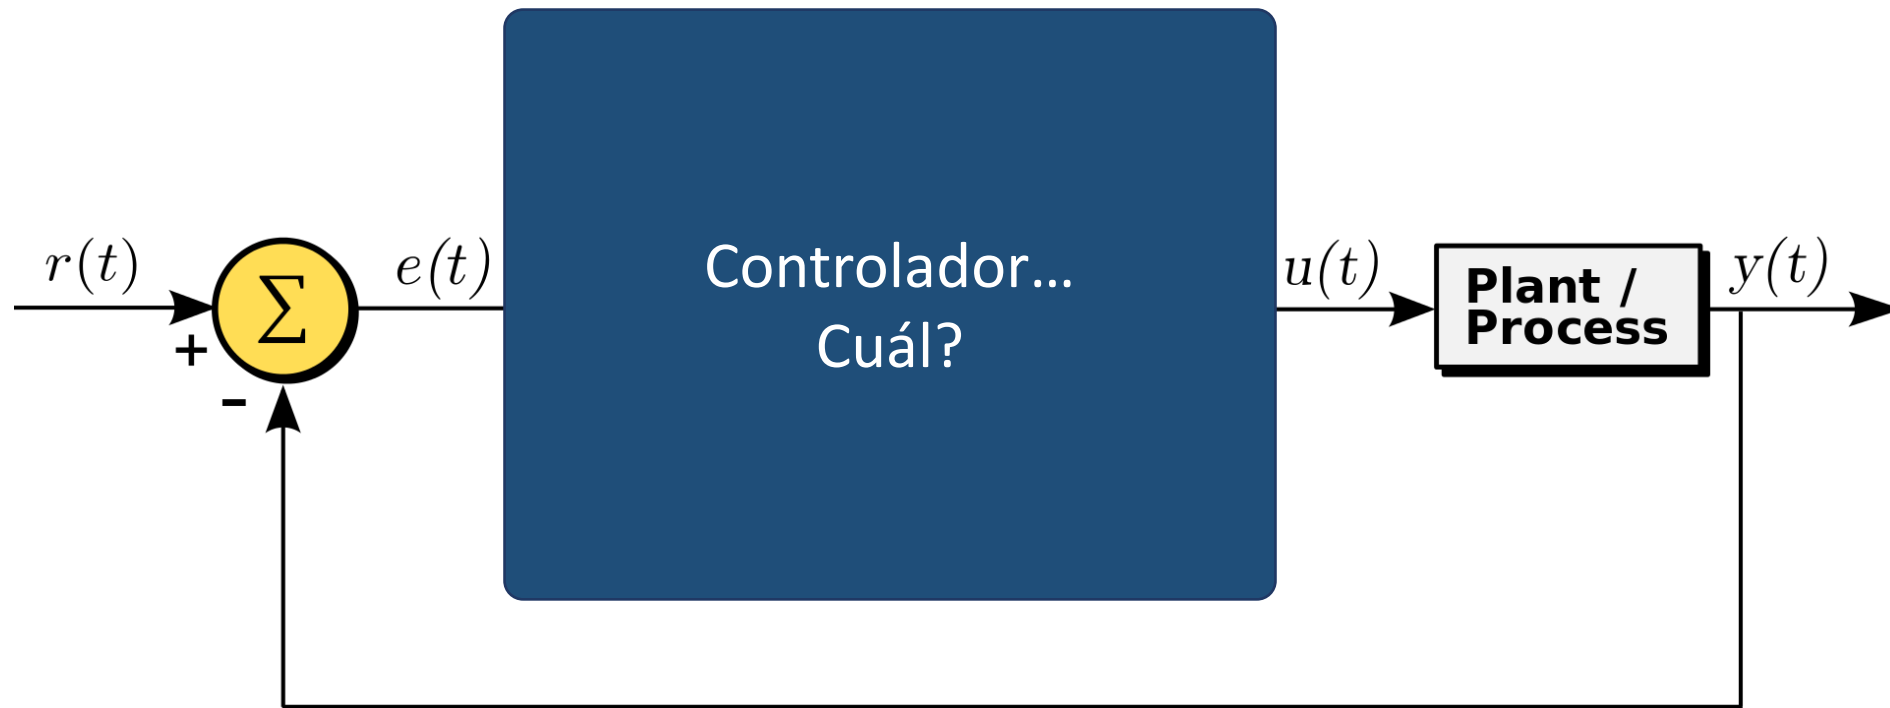 r(t)
+
-
Σ
e(t)
Controlador...
Cuál?
u(t)
Plant /
Process
y(t)